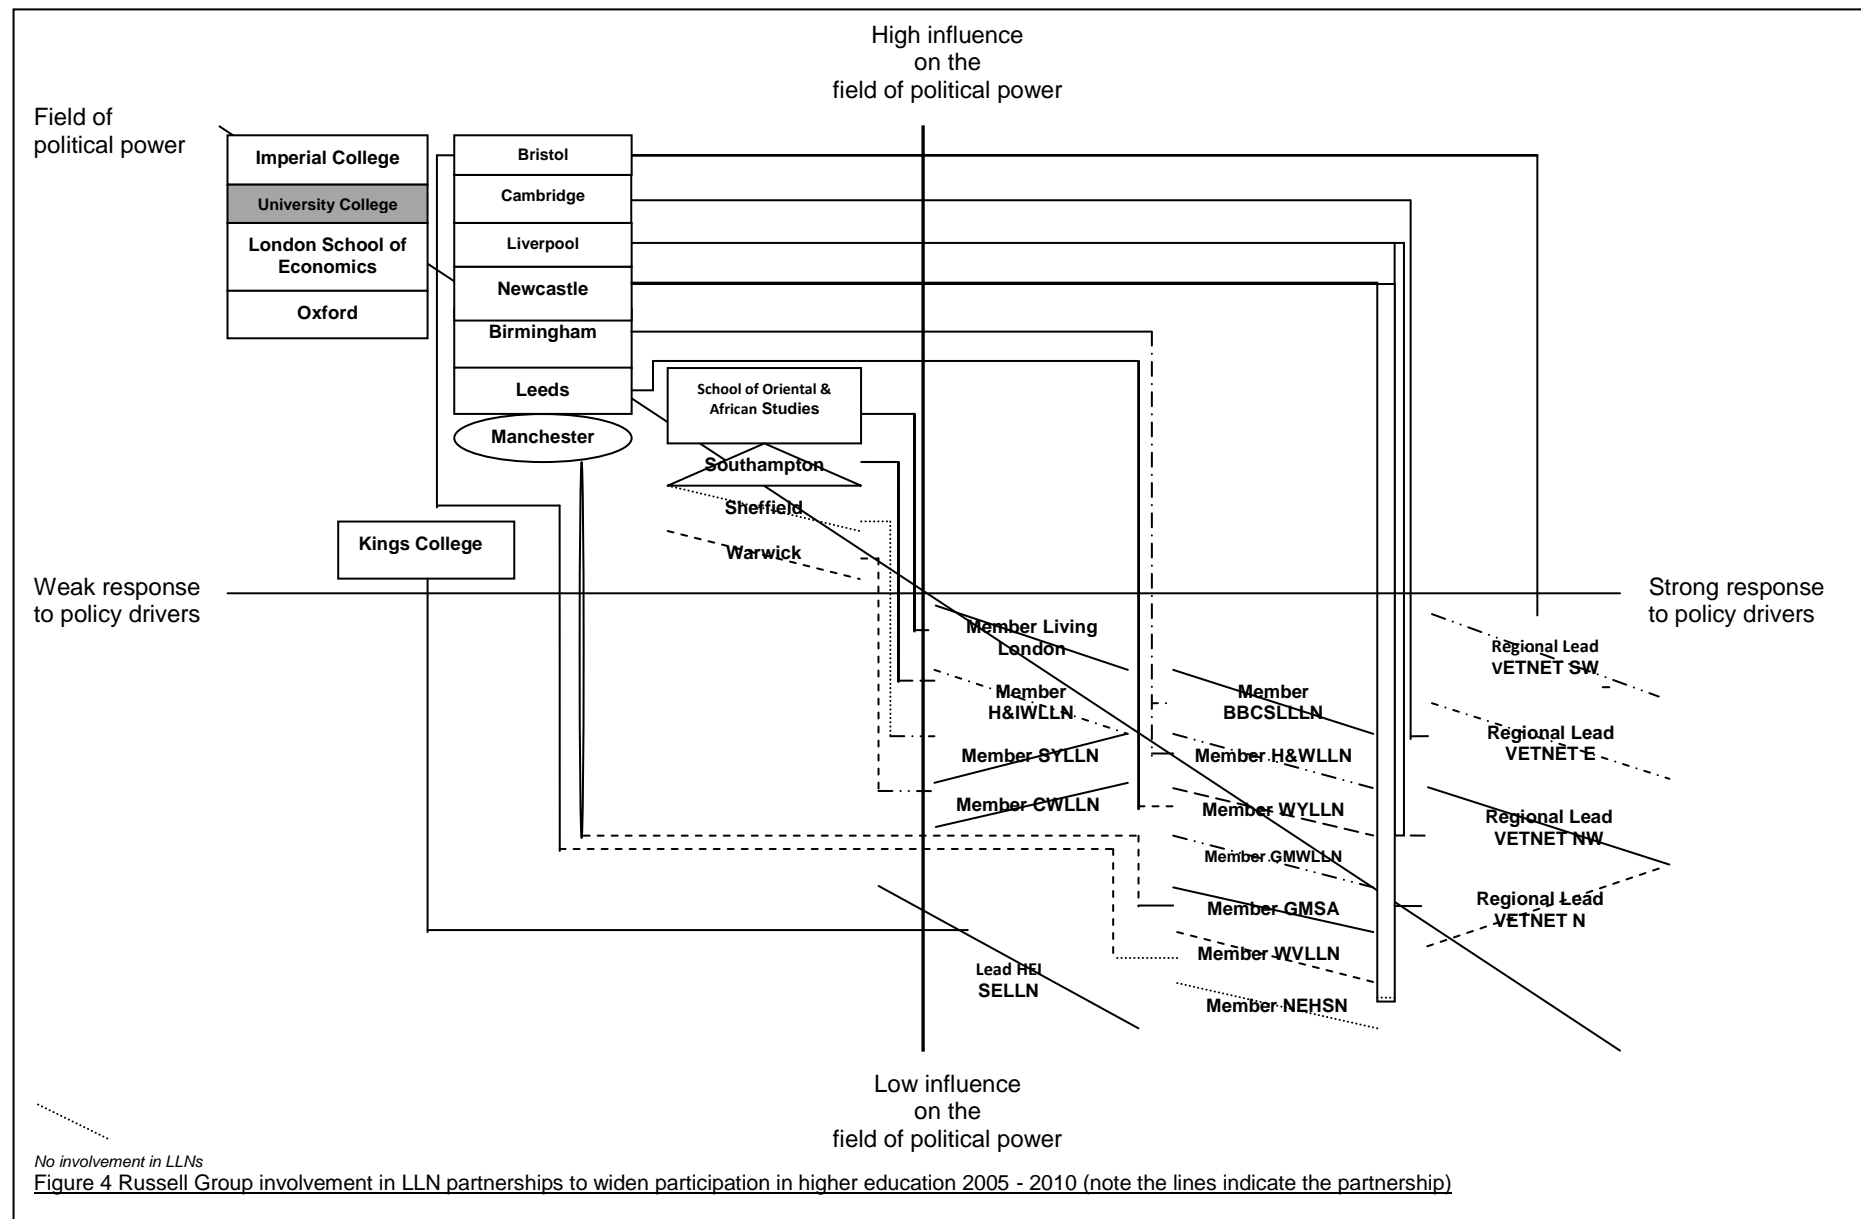 High influence
on the
field of political power
Field of
political power
Imperial College
University College
London School of
Economics
Oxford
Bristol
Cambridge
Liverpool
Newcastle
Birmingham
Leeds
Manchester
School of Oriental &
African Studies
Southampton
Sheffield
Warwick
Kings College
Weak response
to policy drivers
Strong response
to policy drivers
Member Living
London
Member
H&IWLLN
Member SYLLN
Member CWLLN
Lead HEI
SELLN
Member
BBCSLLLN
Member H&WLLN
Member WYLLN
Member GMWLLN
Member GMSA
Member WVLLN
Member NEHSN
Regional Lead
VETNET SW
Regional Lead
VETNET E
Regional Lead
VETNET NW
Regional Lead
VETNET N
Low influence
on the
field of political power
No involvement in LLNs
Figure 4 Russell Group involvement in LLN partnerships to widen participation in higher education 2005 - 2010 (note the lines indicate the partnership)